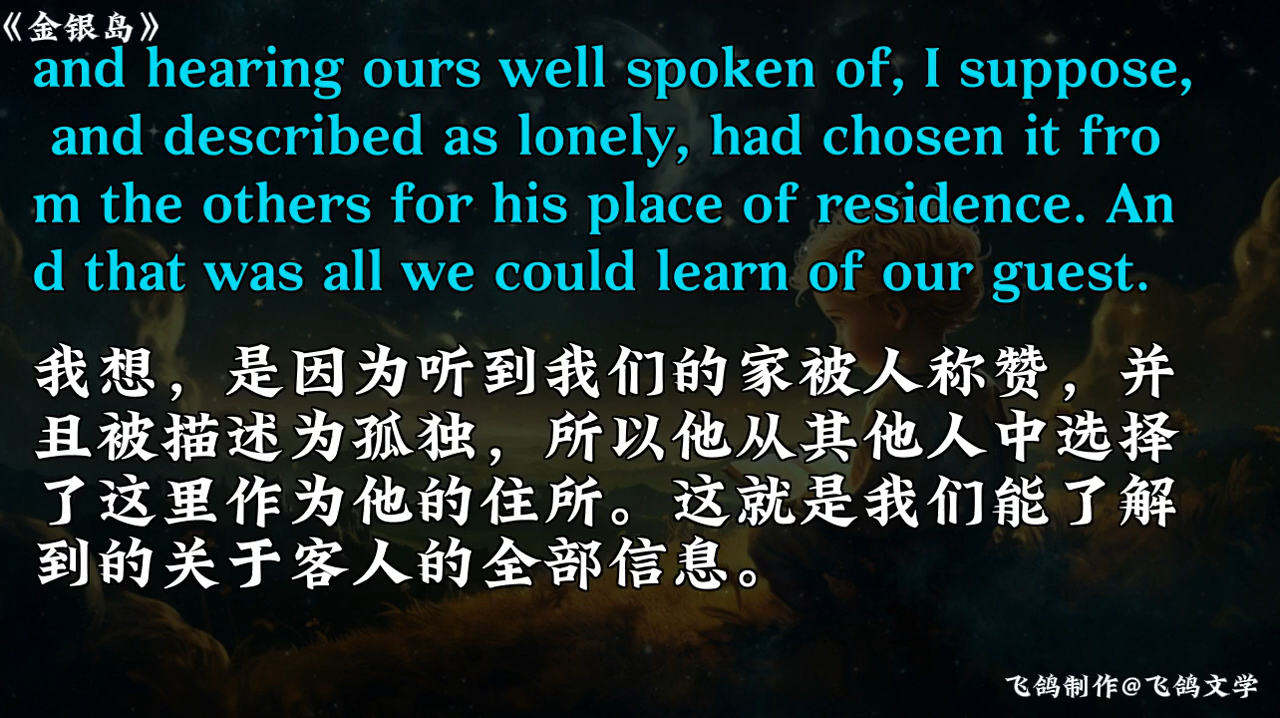 《金银岛》
and hearing ours well spoken of, I suppose,
and described as lonely, had chosen it fro
m the others for his place of residence. An
d that was all we could learn of our guest.
我想，是因为听到我们的家被人称赞，并
且被描述为孤独，所以他从其他人中选择
了这里作为他的住所。这就是我们能了解
到的关于客人的全部信息。
飞鸽制作@飞鸽文学